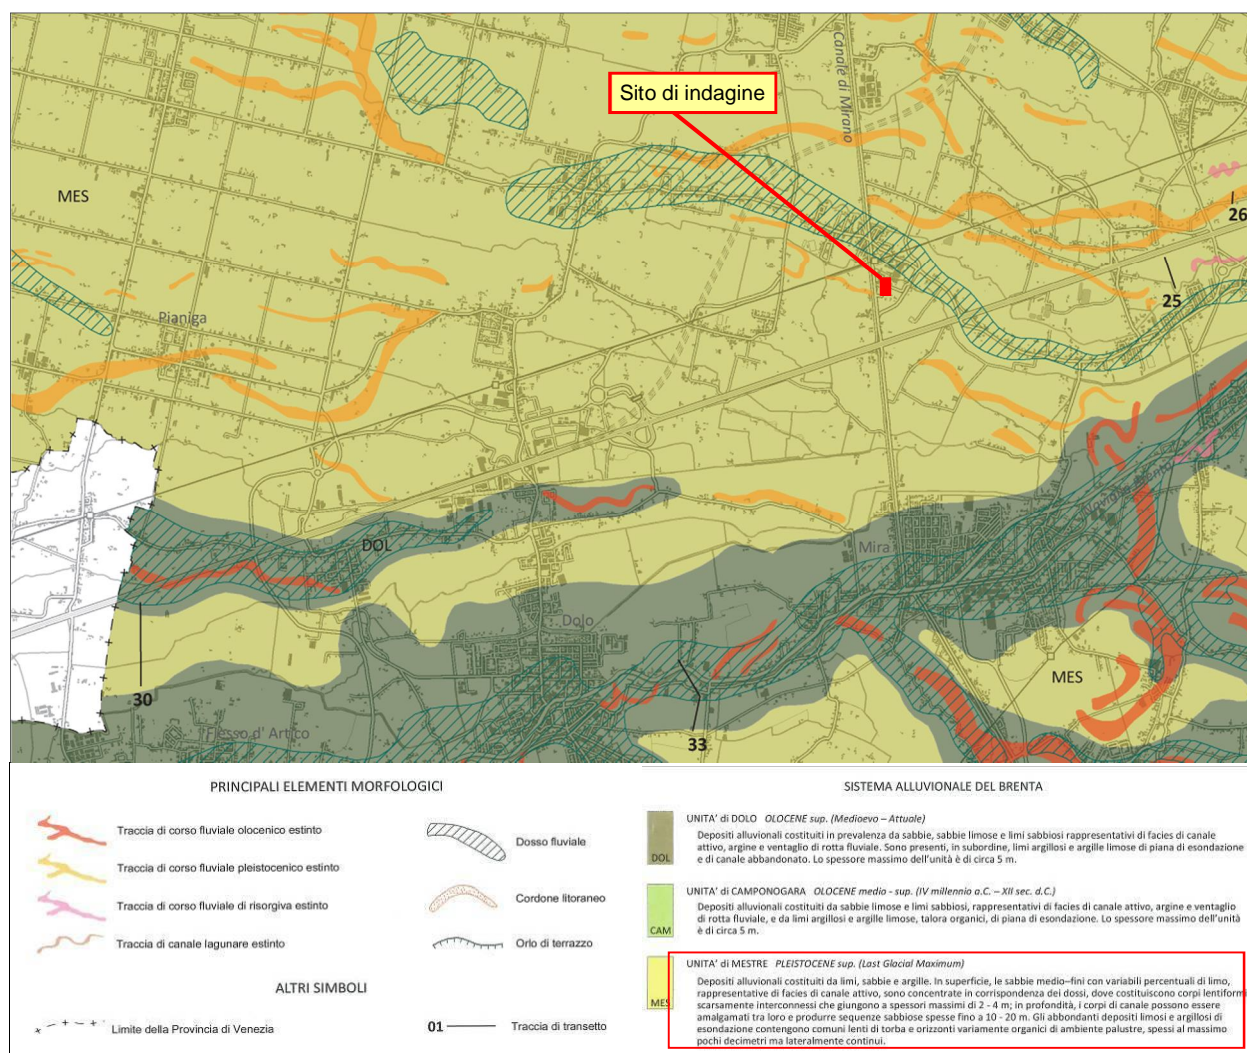 Sito di indagine
Canale di Mirano
MES
26
25
Pianiga
Naviglio Brenta
DOL
Mira
Dolo
MES
30
33
Fiesso d' Artico
PRINCIPALI ELEMENTI MORFOLOGICI
Traccia di corso fluviale olocenico estinto
Traccia di corso fluviale pleistocenico estinto
Traccia di corso fluviale di risorgiva estinto
Traccia di canale lagunare estinto
Dosso fluviale
Cordone litoraneo
Orlo di terrazzo
ALTRI SIMBOLI
Limite della Provincia di Venezia
01 Traccia di transetto
SISTEMA ALLUVIONALE DEL BRENTA
DOL
UNITA' di DOLO OLOCENE sup. (Medioevo – Attuale)
Depositi alluvionali costituiti in prevalenza da sabbie, sabbie limose e limi sabbiosi rappresentativi di facies di canale
attivo, argine e ventaglio di rotta fluviale. Sono presenti, in subordine, limi argillosi e argille limose di piana di esondazione
e di canale abbandonato. Lo spessore massimo dell'unità è di circa 5 m.
CAM
UNITA' di CAMPONOGARA OLOCENE medio - sup. (IV millennio a.C. – XII sec. d.C.)
Depositi alluvionali costituiti da sabbie limose e limi sabbiosi, rappresentativi di facies di canale attivo, argine e ventaglio
di rotta fluviale, e da limi argillosi e argille limose, talora organici, di piana di esondazione. Lo spessore massimo dell'unità
è di circa 5 m.
MES
UNITA' di MESTRE PLEISTOCENE sup. (Last Glacial Maximum)
Depositi alluvionali costituiti da limi, sabbie e argille. In superficie, le sabbie medio–fini con variabili percentuali di limo,
rappresentative di facies di canale attivo, sono concentrate in corrispondenza dei dossi, dove costituiscono corpi lentiformi
scarsamente interconnessi che giungono a spessori massimi di 2 - 4 m; in profondità, i corpi di canale possono essere
amalgamati tra loro e produrre sequenze sabbiose spesse fino a 10 - 20 m. Gli abbondanti depositi limosi e argillosi di
esondazione contengono comuni lenti di torba e orizzonti variamente organici di ambiente palustre, spessi al massimo
pochi decimetri ma lateralmente continui.